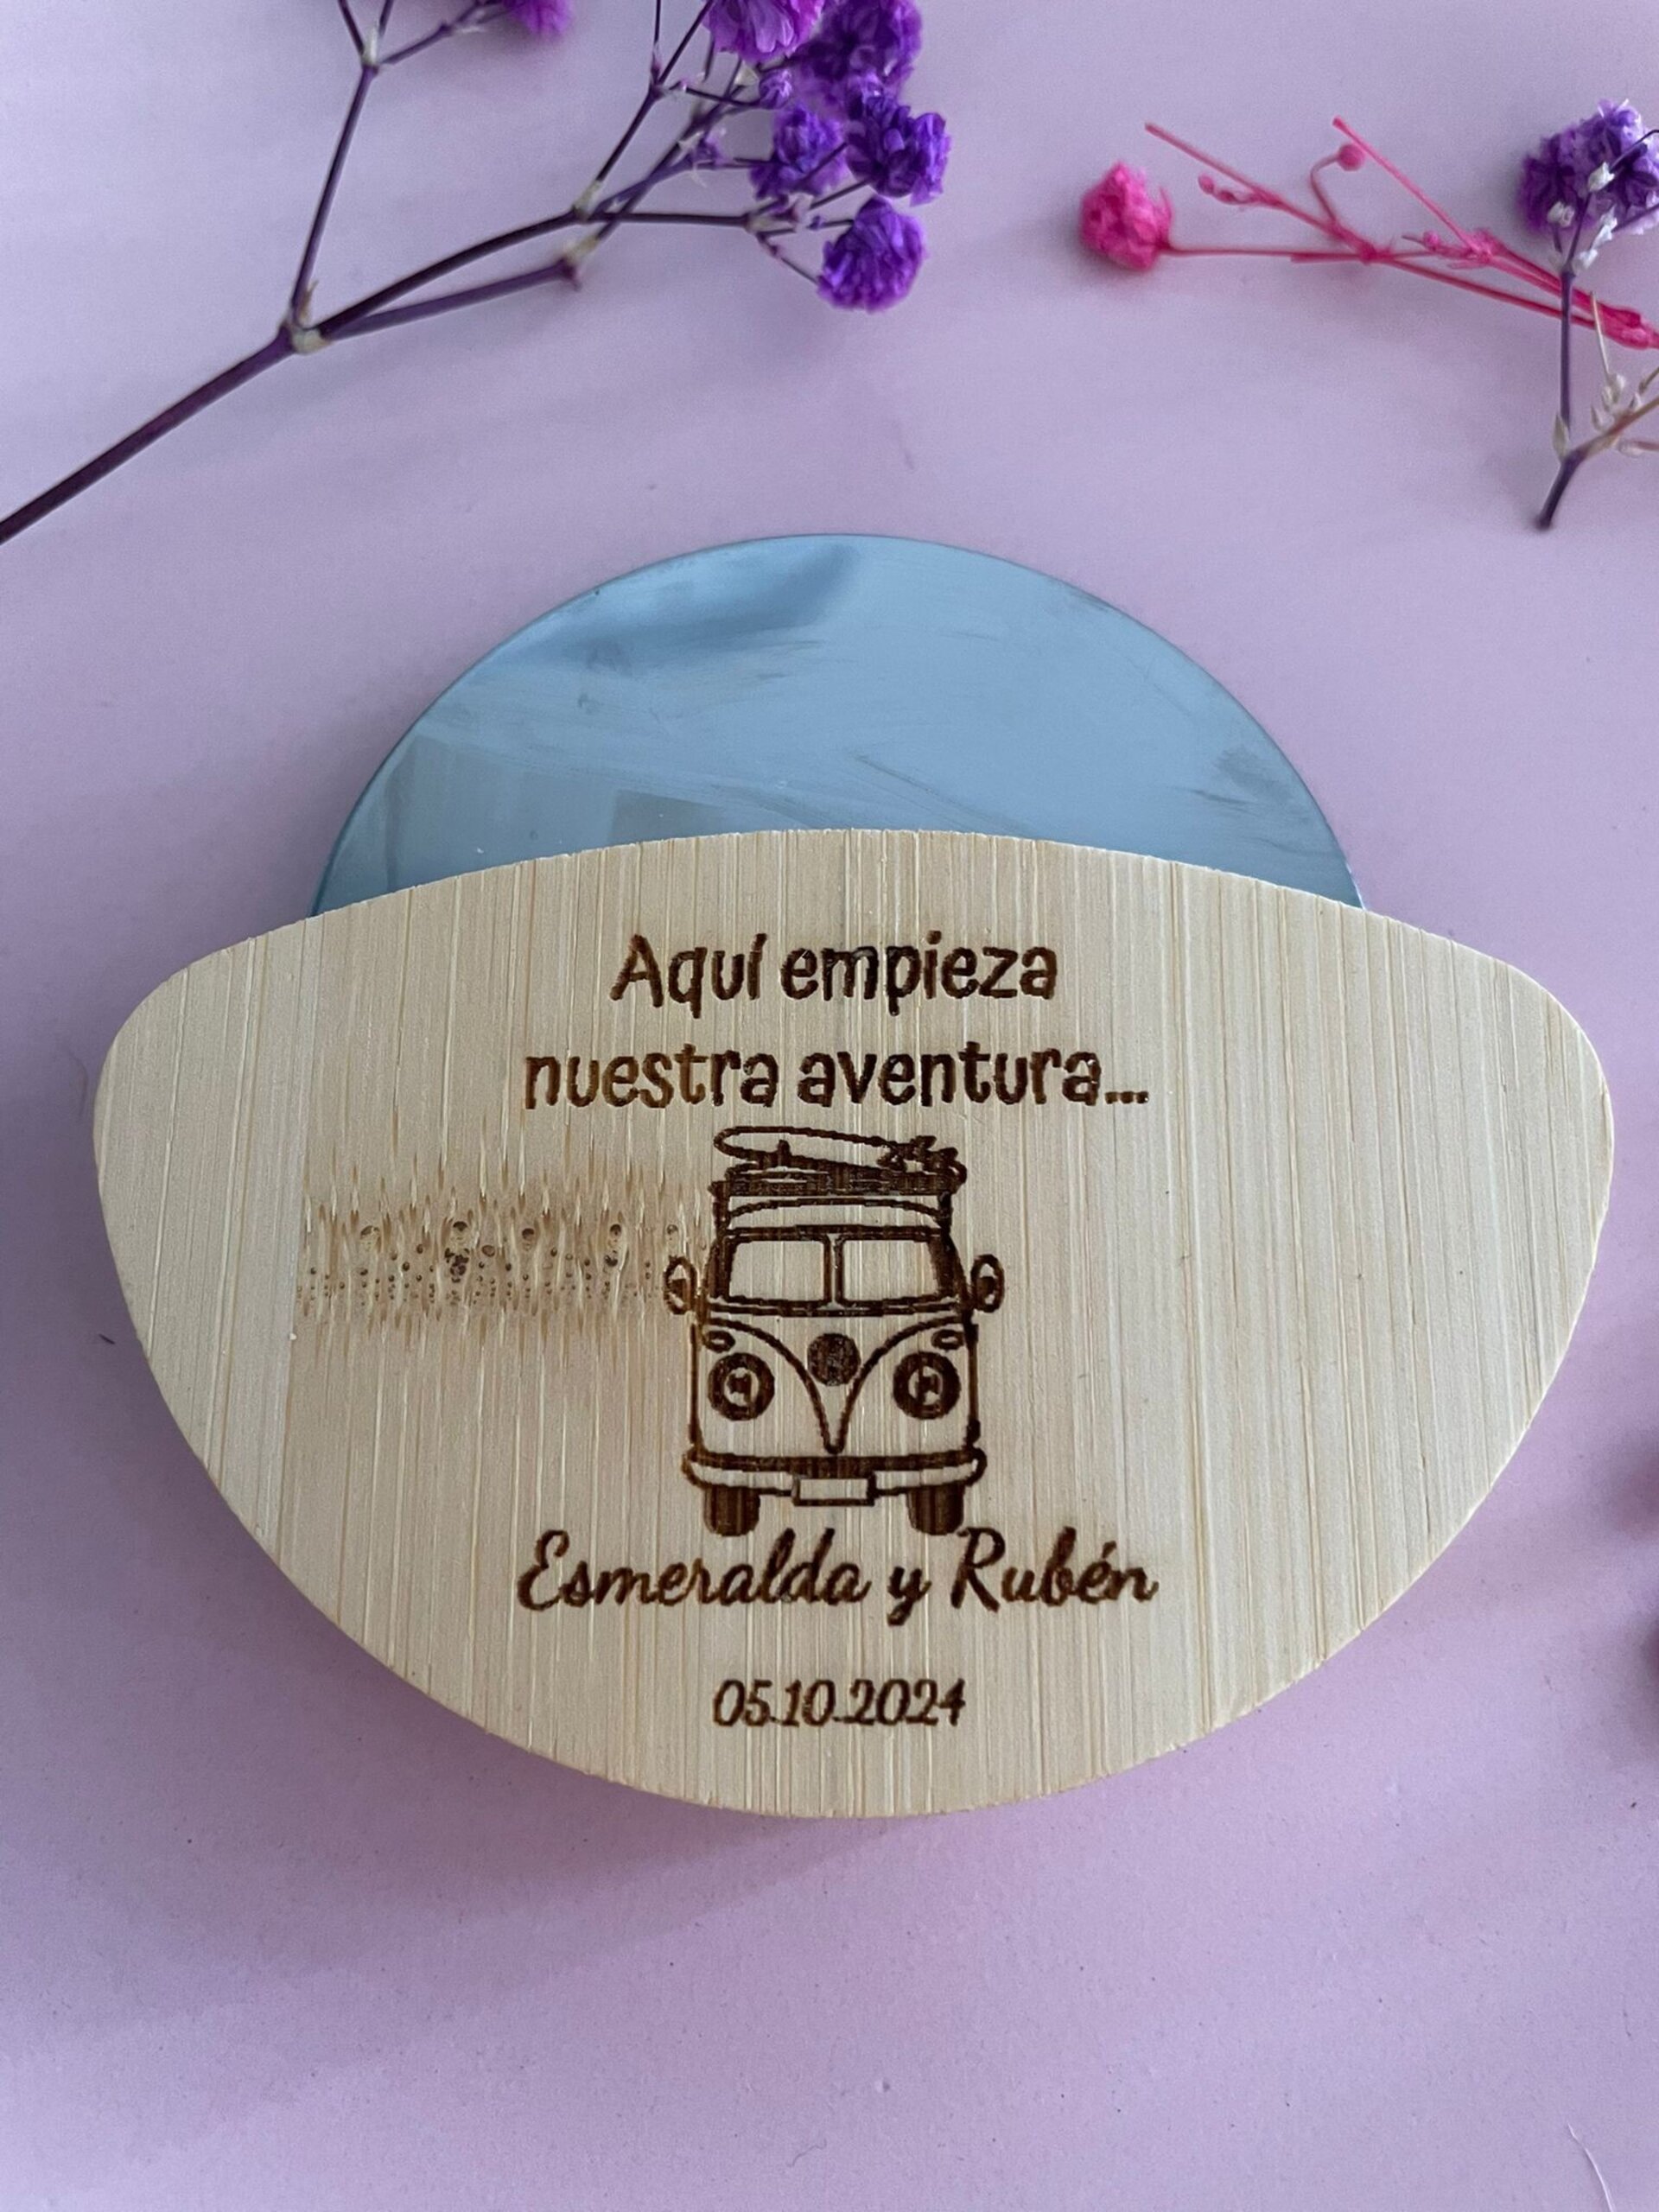 Aquí empieza
nuestra aventura...
Esmeralda y Rubén
05.10.2024